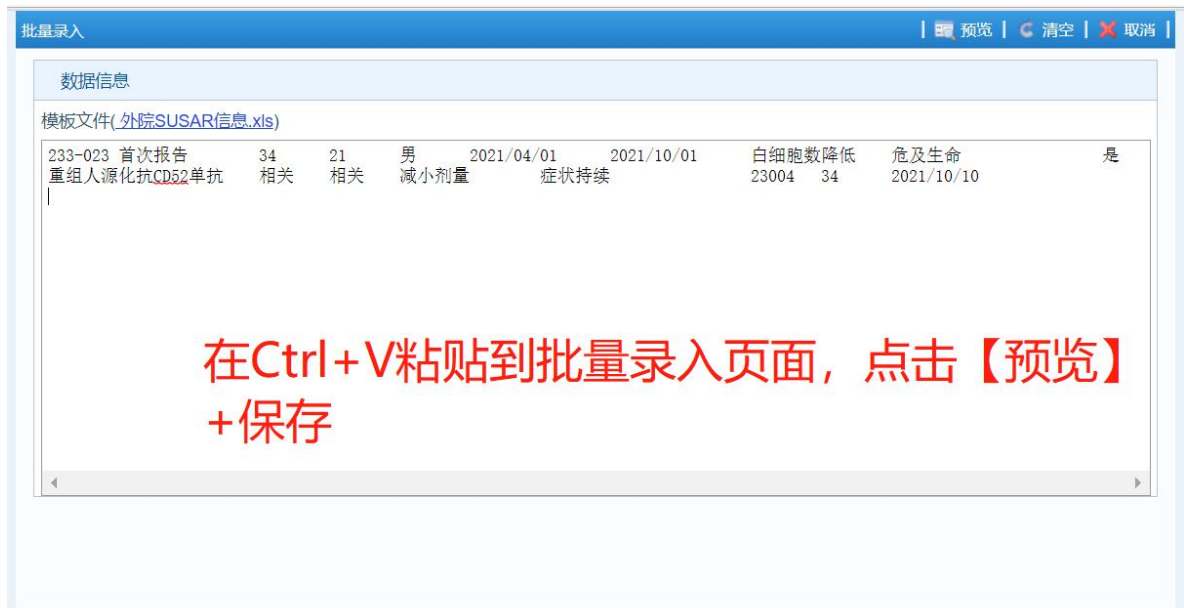 批量录入 | 预览 | 清空 | 取消 |
数据信息
模板文件( 外院SUSAR信息.xls)
233-023 首次报告 34 21 男 2021/04/01 2021/10/01 白细胞数降低 危及生命 是
重组人源化抗CD52单抗 相关 相关 减小剂量 症状持续 23004 34 2021/10/10
在Ctrl+V粘贴到批量录入页面，点击【预览】
+保存